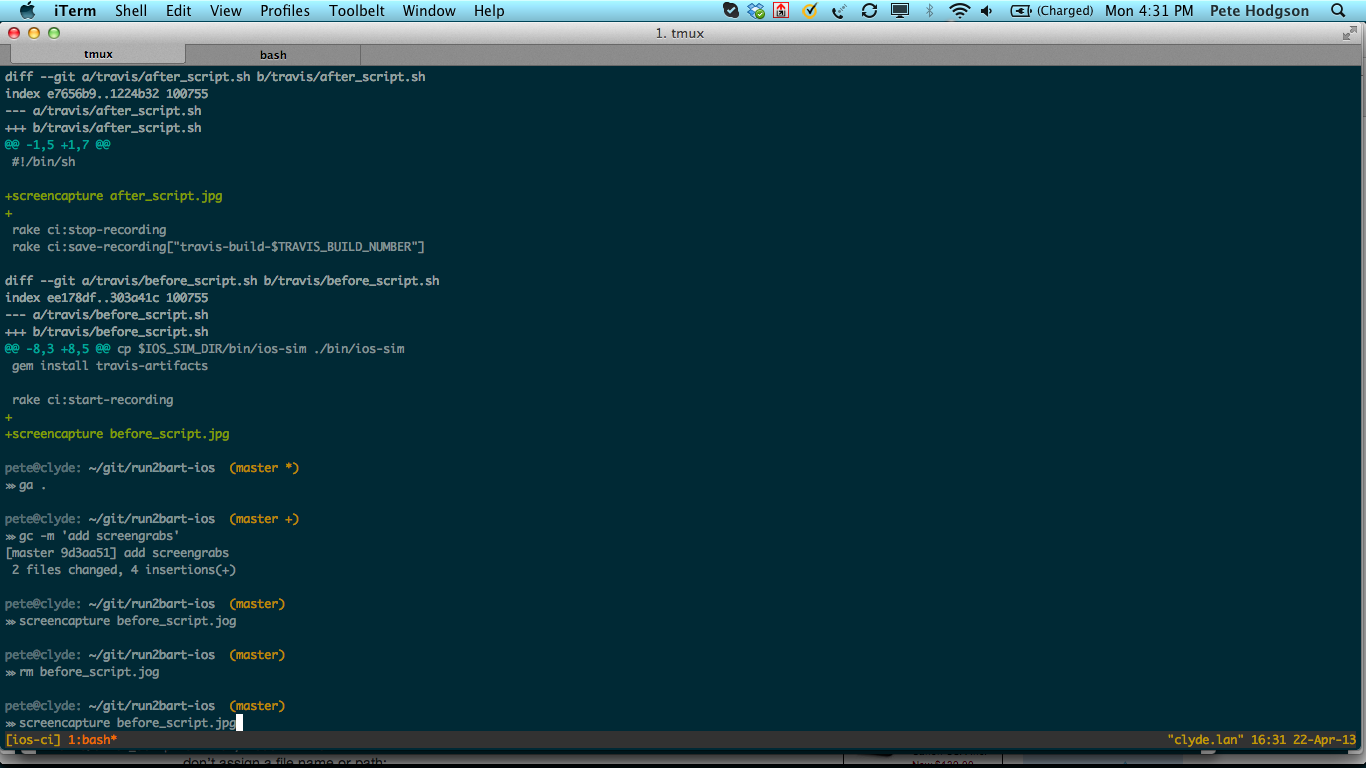 iTerm Shell Edit View Profiles Toolbelt Window Help (Charged) Mon 4:31 PM Pete Hodgson
1. tmux
tmux bash
diff --git a/travis/after_script.sh b/travis/after_script.sh
index e7656b9..1224b32 100755
--- a/travis/after_script.sh
+++ b/travis/after_script.sh
@@ -1,5 +1,7 @@
#!/bin/sh
+screencapture after_script.jpg
+
rake ci:stop-recording
rake ci:save-recording["travis-build-$TRAVIS_BUILD_NUMBER"]
diff --git a/travis/before_script.sh b/travis/before_script.sh
index ee178df..303a41c 100755
--- a/travis/before_script.sh
+++ b/travis/before_script.sh
@@ -8,3 +8,5 @@ cp $IOS_SIM_DIR/bin/ios-sim ./bin/ios-sim
gem install travis-artifacts
rake ci:start-recording
+
+screencapture before_script.jpg
pete@clyde: ~/git/run2bart-ios (master *)
⋙ ga .
pete@clyde: ~/git/run2bart-ios (master +)
⋙ gc -m 'add screengrabs'
[master 9d3aa51] add screengrabs
2 files changed, 4 insertions(+)
pete@clyde: ~/git/run2bart-ios (master)
⋙ screencapture before_script.jog
pete@clyde: ~/git/run2bart-ios (master)
⋙ rm before_script.jog
pete@clyde: ~/git/run2bart-ios (master)
⋙ screencapture before_script.jpg
[ios-ci] 1:bash* "clyde.lan" 16:31 22-Apr-13
don't assign a file name or path: